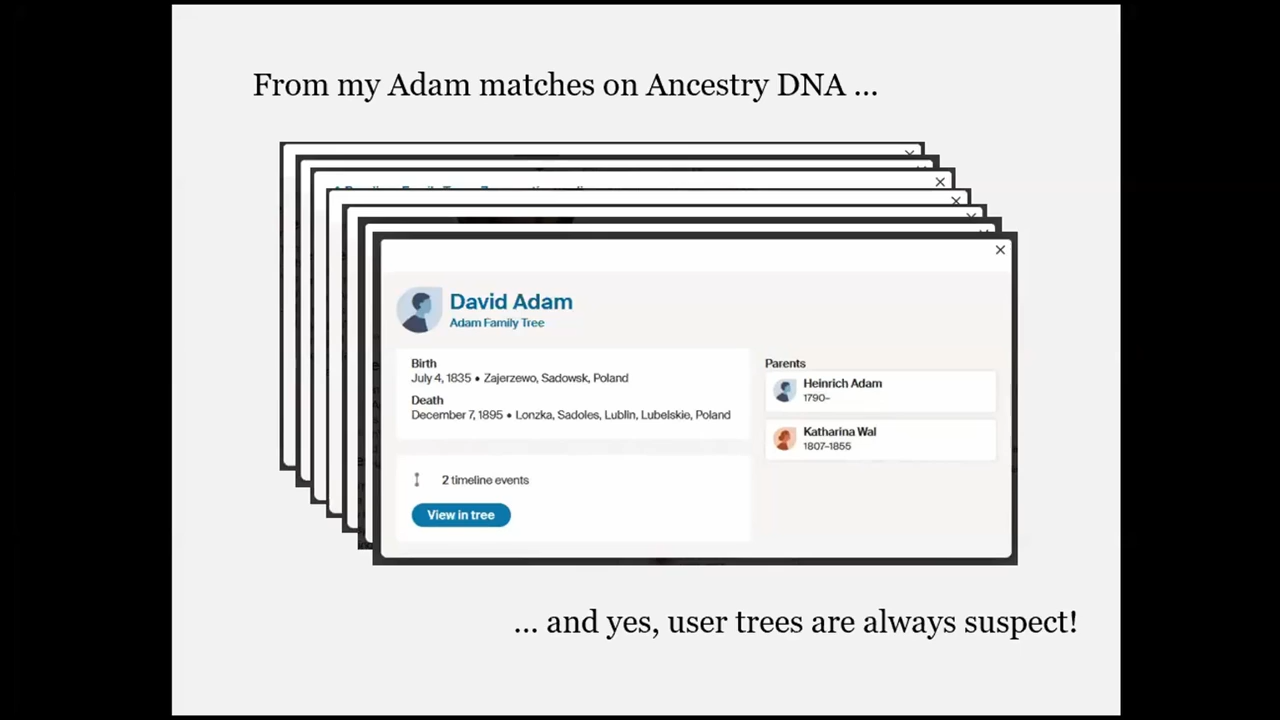 From my Adam matches on Ancestry DNA ...
David Adam
Adam Family Tree
Birth
July 4, 1835 • Zajerzewo, Sadowsk, Poland
Death
December 7, 1895 • Lonzka, Sadoles, Lublin, Lubelskie, Poland
2 timeline events
View in tree
Parents
Heinrich Adam
1790–
Katharina Wal
1807–1855
... and yes, user trees are always suspect!